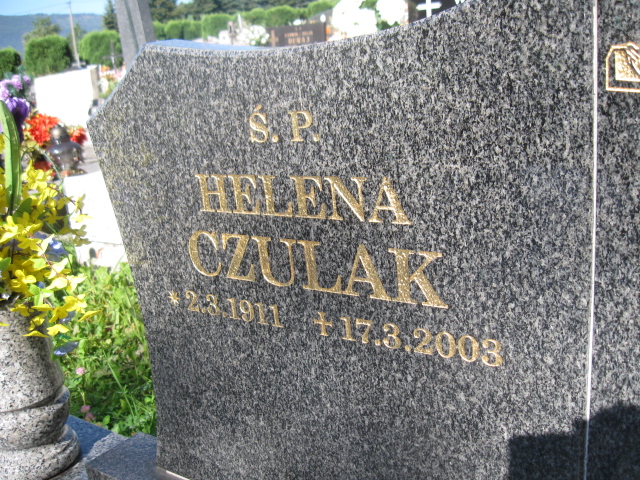 Ś. P.
HELENA
CZULAK
* 2.3.1911 ✝ 17.3.2003